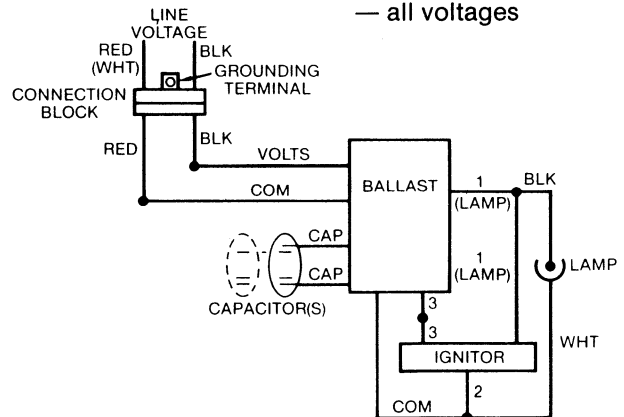 — all voltages
LINE
VOLTAGE
RED
(WHT)
BLK
GROUNDING
TERMINAL
CONNECTION
BLOCK
RED
BLK
VOLTS
COM
BALLAST
1
(LAMP)
BLK
CAP
CAP
CAPACITOR(S)
1
(LAMP)
LAMP
3
3
IGNITOR
WHT
2
COM